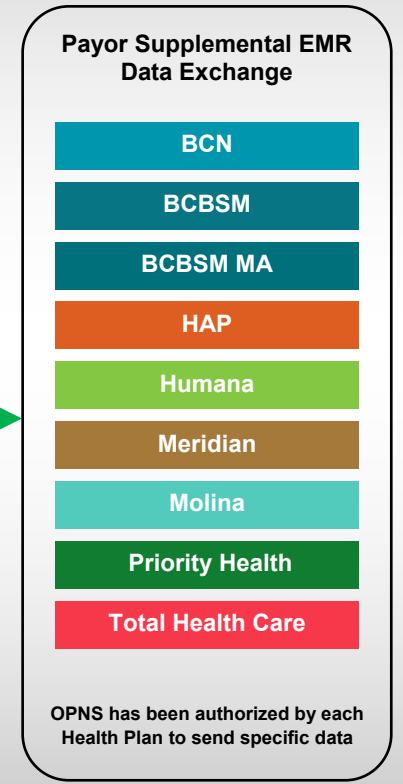 Payor Supplemental EMR
Data Exchange
BCN
BCBSM
BCBSM MA
HAP
Humana
Meridian
Molina
Priority Health
Total Health Care
OPNS has been authorized by each
Health Plan to send specific data